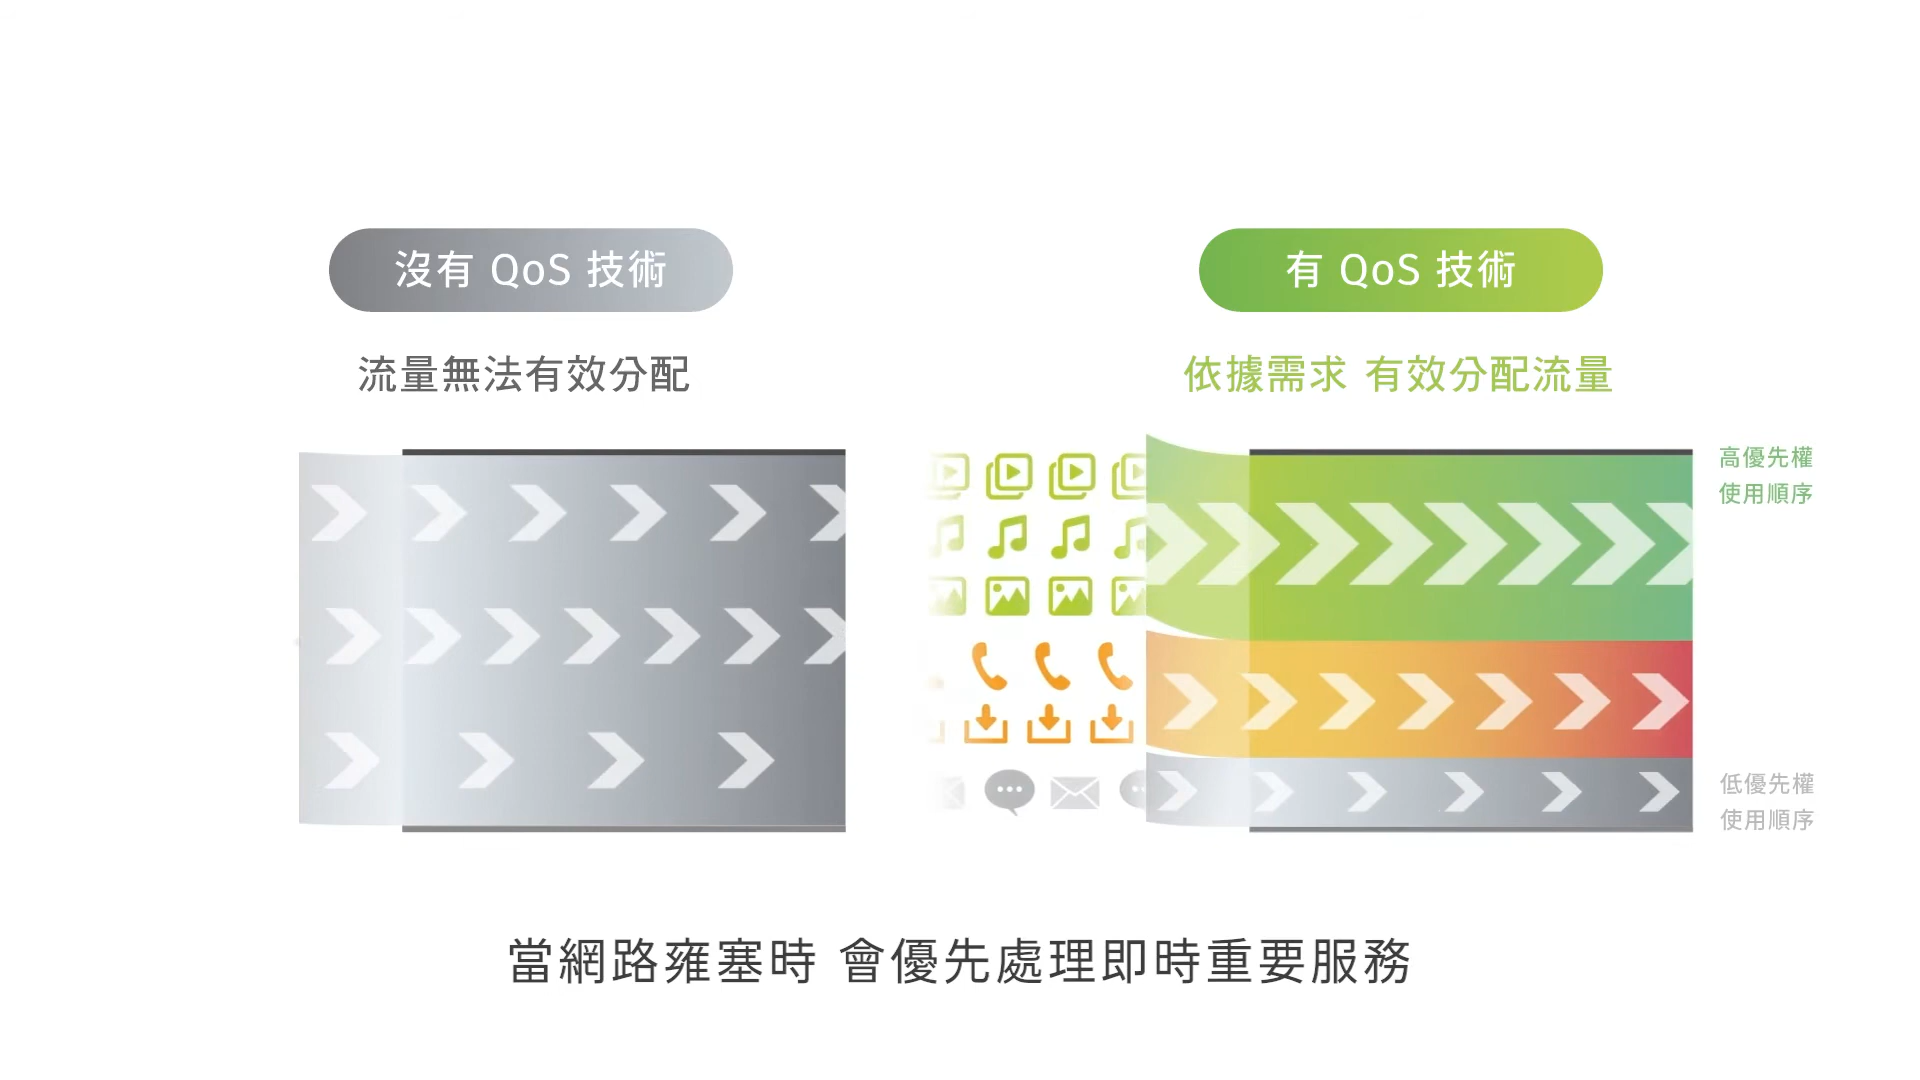 沒有 QoS 技術
流量無法有效分配
有 QoS 技術
依據需求 有效分配流量
高優先權
使用順序
低優先權
使用順序
當網路雍塞時 會優先處理即時重要服務